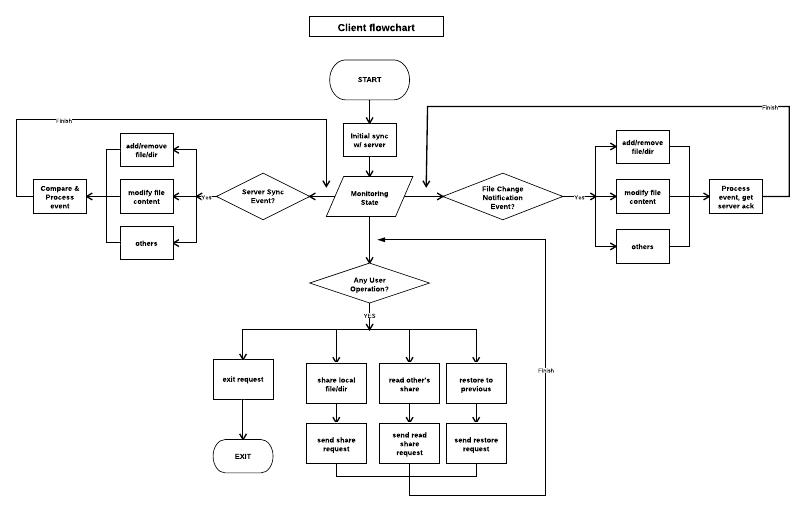 Client flowchart
START
Initial sync
w/ server
Monitoring
State
Finish
add/remove
file/dir
modify file
content
others
Compare &
Process
event
Yes
Server Sync
Event?
File Change
Notification
Event?
Yes
add/remove
file/dir
modify file
content
others
Process
event, get
server ack
Finish
Any User
Operation?
YES
exit request
share local
file/dir
read other's
share
restore to
previous
Finish
EXIT
send share
request
send read
share
request
send restore
request